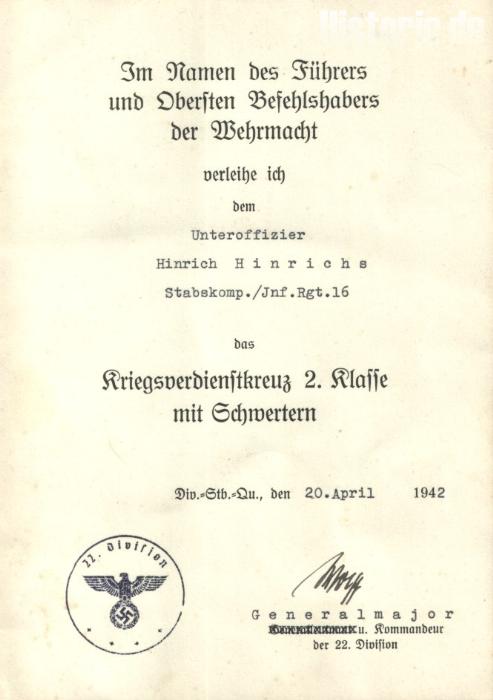 Historic.de
Im Namen des Führers
und Obersten Befehlshabers
der Wehrmacht
verleihe ich
dem
Unteroffizier
Hinrich Hinrichs
Stabskomp./Jnf.Rgt.16
das
Kriegsverdienstkreuz 2. Klasse
mit Schwertern
Div.=Stb.=Qu., den 20.April 1942
22. Division
Generalmajor
u. Kommandeur
der 22. Division